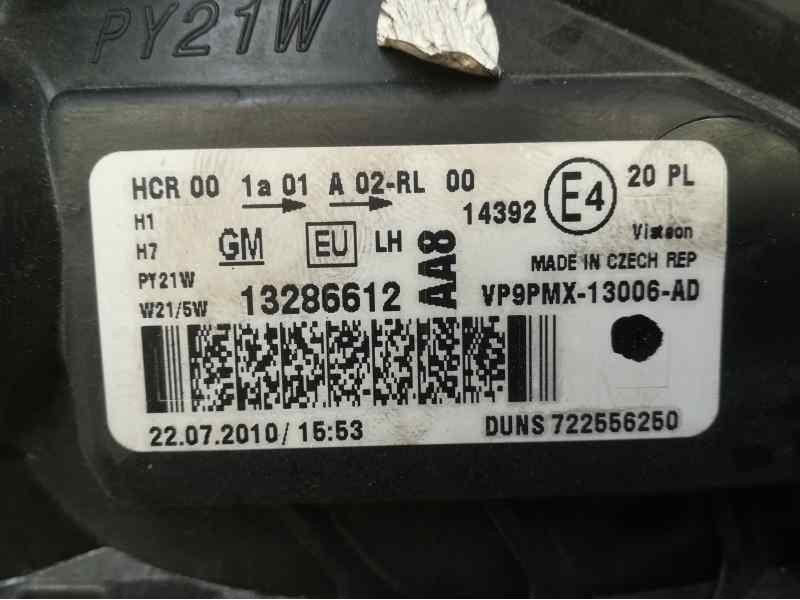 PY21W
HCR 00 1a 01 A 02-RL 00
14392 E4 20 PL
H1
H7
PY21W
W21/5W
GM EU LH
AA8
Visteon
MADE IN CZECH REP
13286612
VP9PMX-13006-AD
22.07.2010/ 15:53
DUNS 722556250